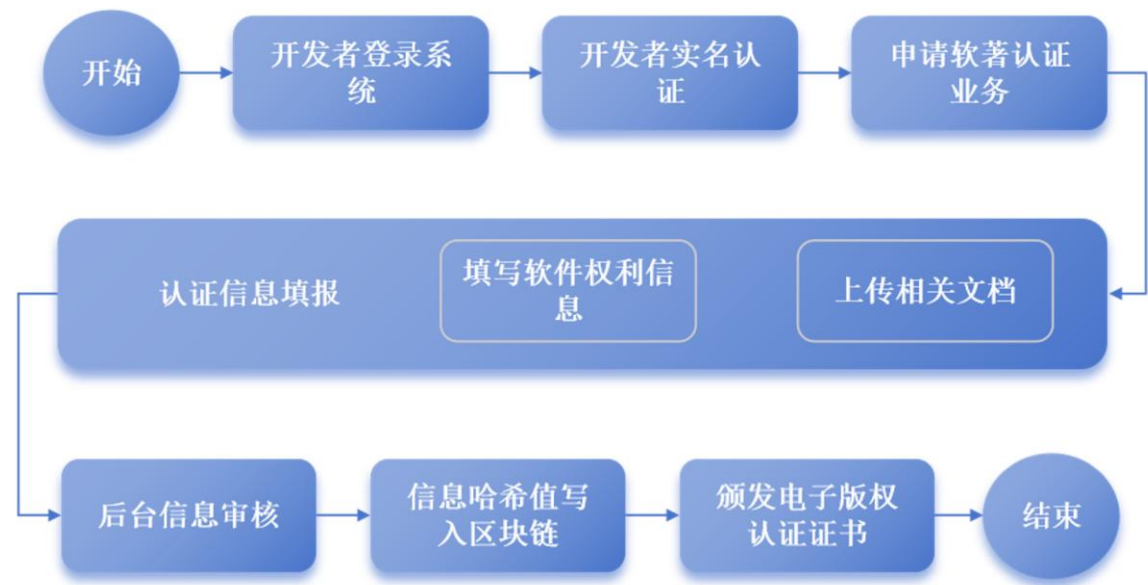 开始
开发者登录系
统
开发者实名认
证
申请软著认证
业务
认证信息填报
填写软件权利信
息
上传相关文档
后台信息审核
信息哈希值写
入区块链
颁发电子版权
认证证书
结束